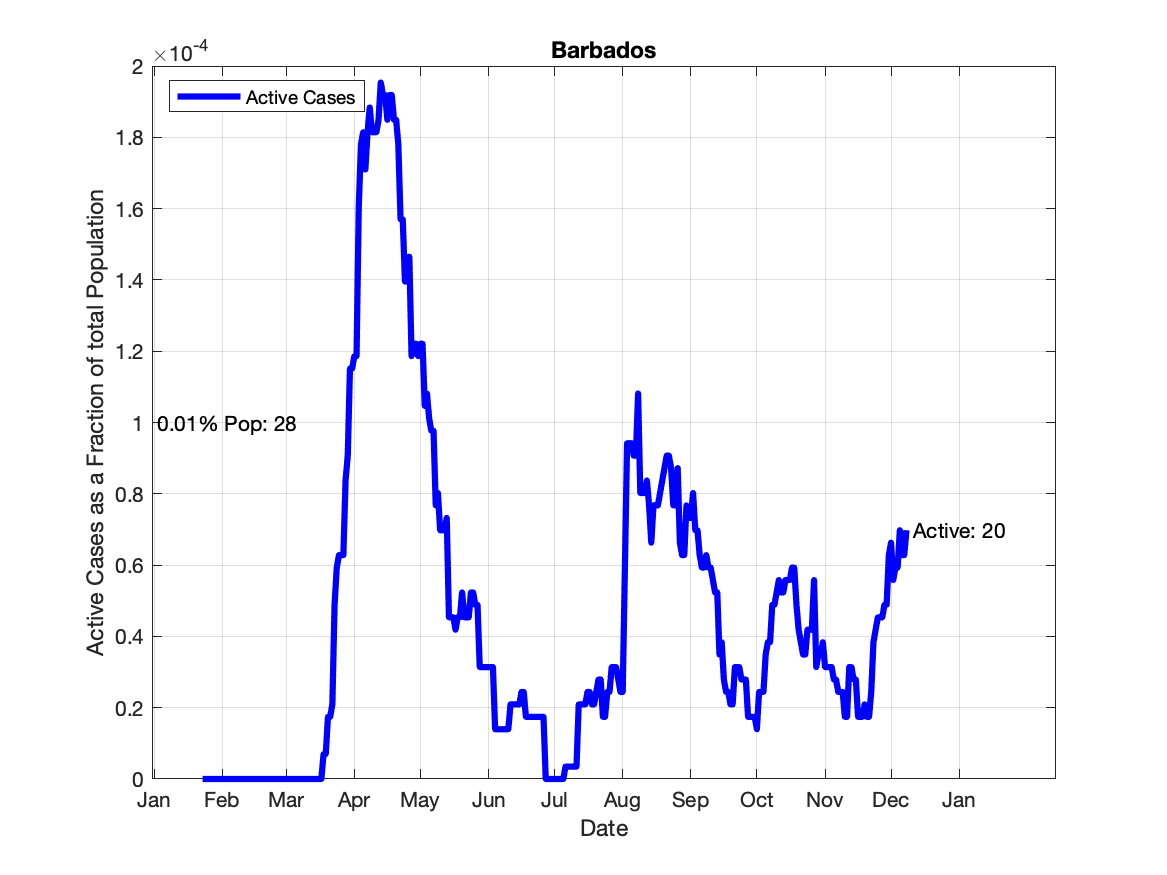 Barbados
×10-4
Active Cases
2
1.8
1.6
1.4
1.2
1
0.8
0.6
0.4
0.2
0
0.01% Pop: 28
Active: 20
Active Cases as a Fraction of total Population
Jan Feb Mar Apr May Jun Jul Aug Sep Oct Nov Dec Jan
Date